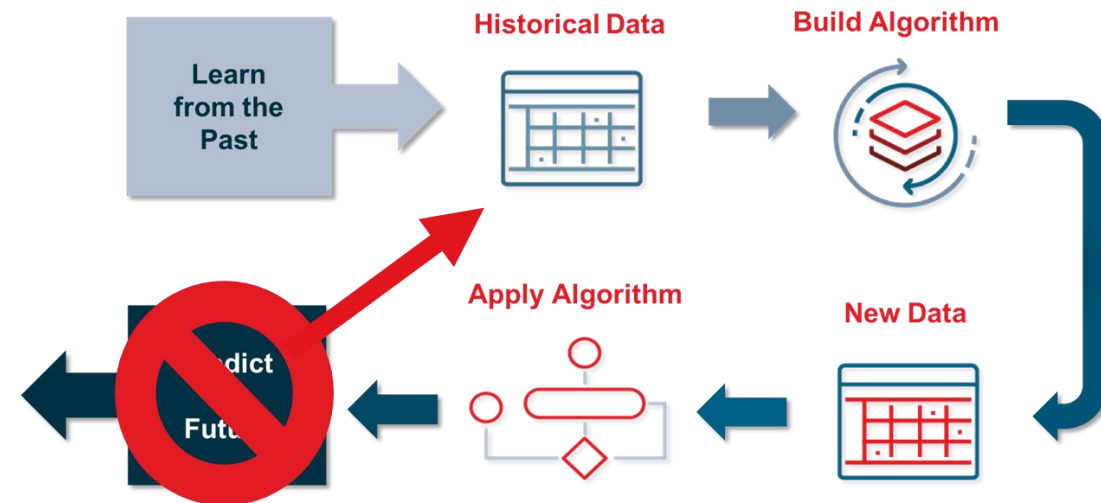 Learn
from the
Past
Historical Data
Build Algorithm
Apply Algorithm
New Data